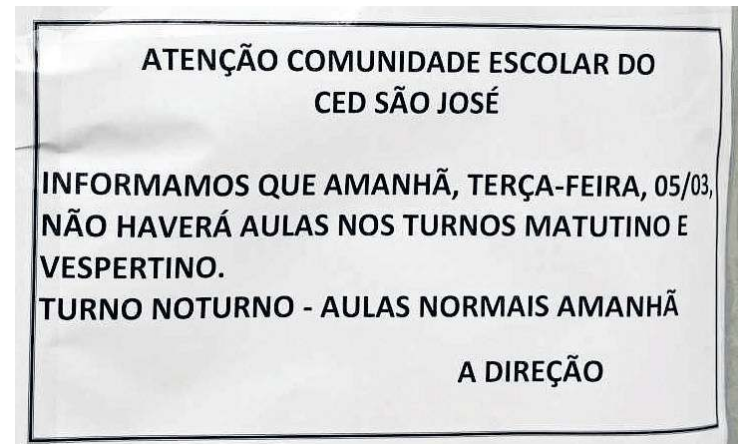 ATENÇÃO COMUNIDADE ESCOLAR DO
CED SÃO JOSÉ
INFORMAMOS QUE AMANHÃ, TERÇA-FEIRA, 05/03,
NÃO HAVERÁ AULAS NOS TURNOS MATUTINO E
VESPERTINO.
TURNO NOTURNO - AULAS NORMAIS AMANHÃ
A DIREÇÃO